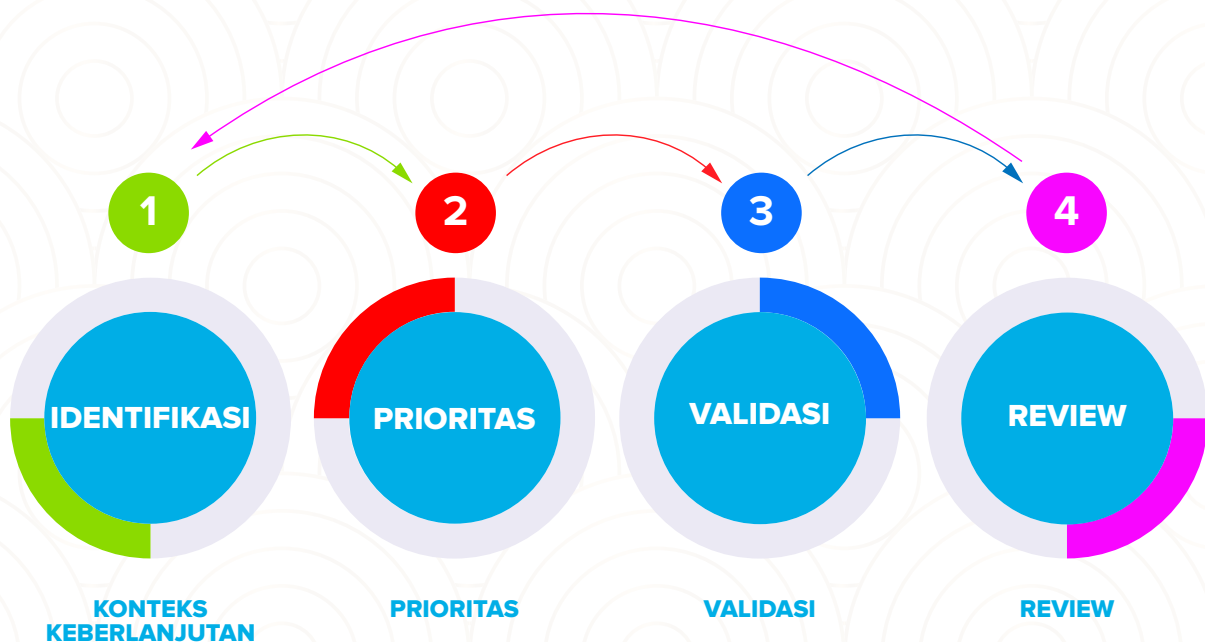 1
2
3
4
IDENTIFIKASI
PRIORITAS
VALIDASI
REVIEW
KONTEKS
KEBERLANJUTAN
PRIORITAS
VALIDASI
REVIEW